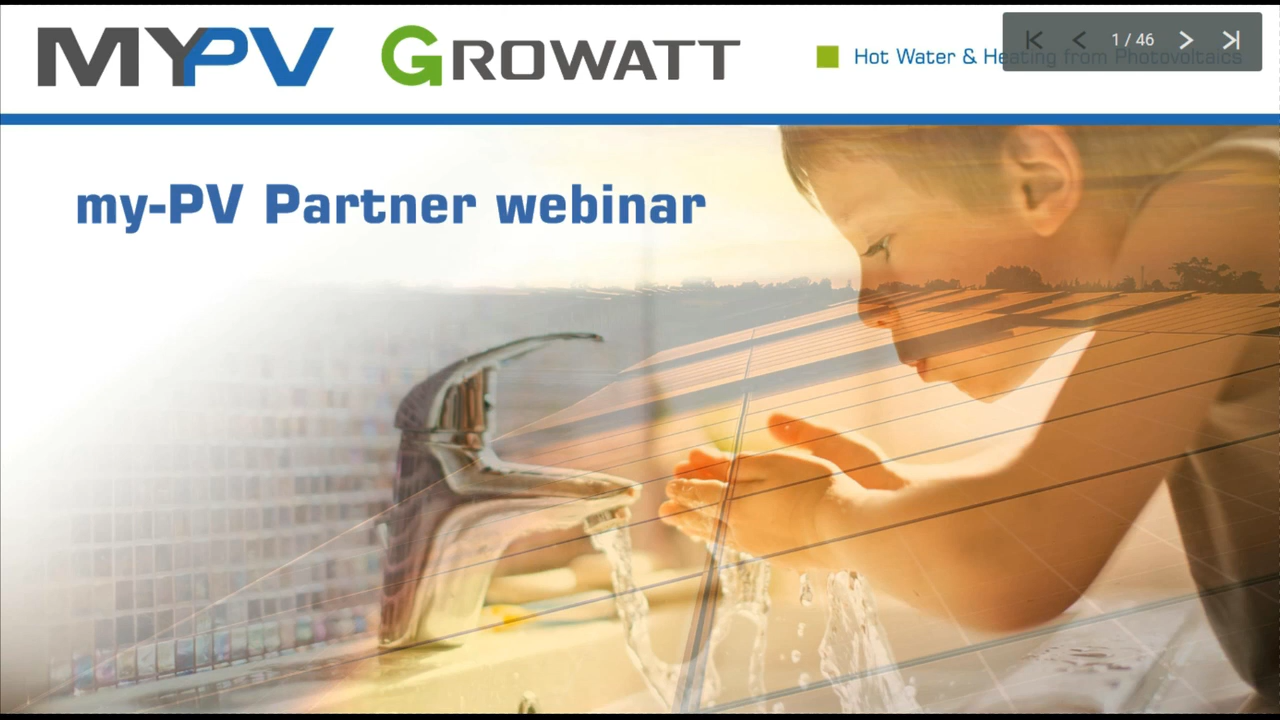 MYPV GROWATT
Hot Water & Heating from Photovoltaics
1 / 46
my-PV Partner webinar